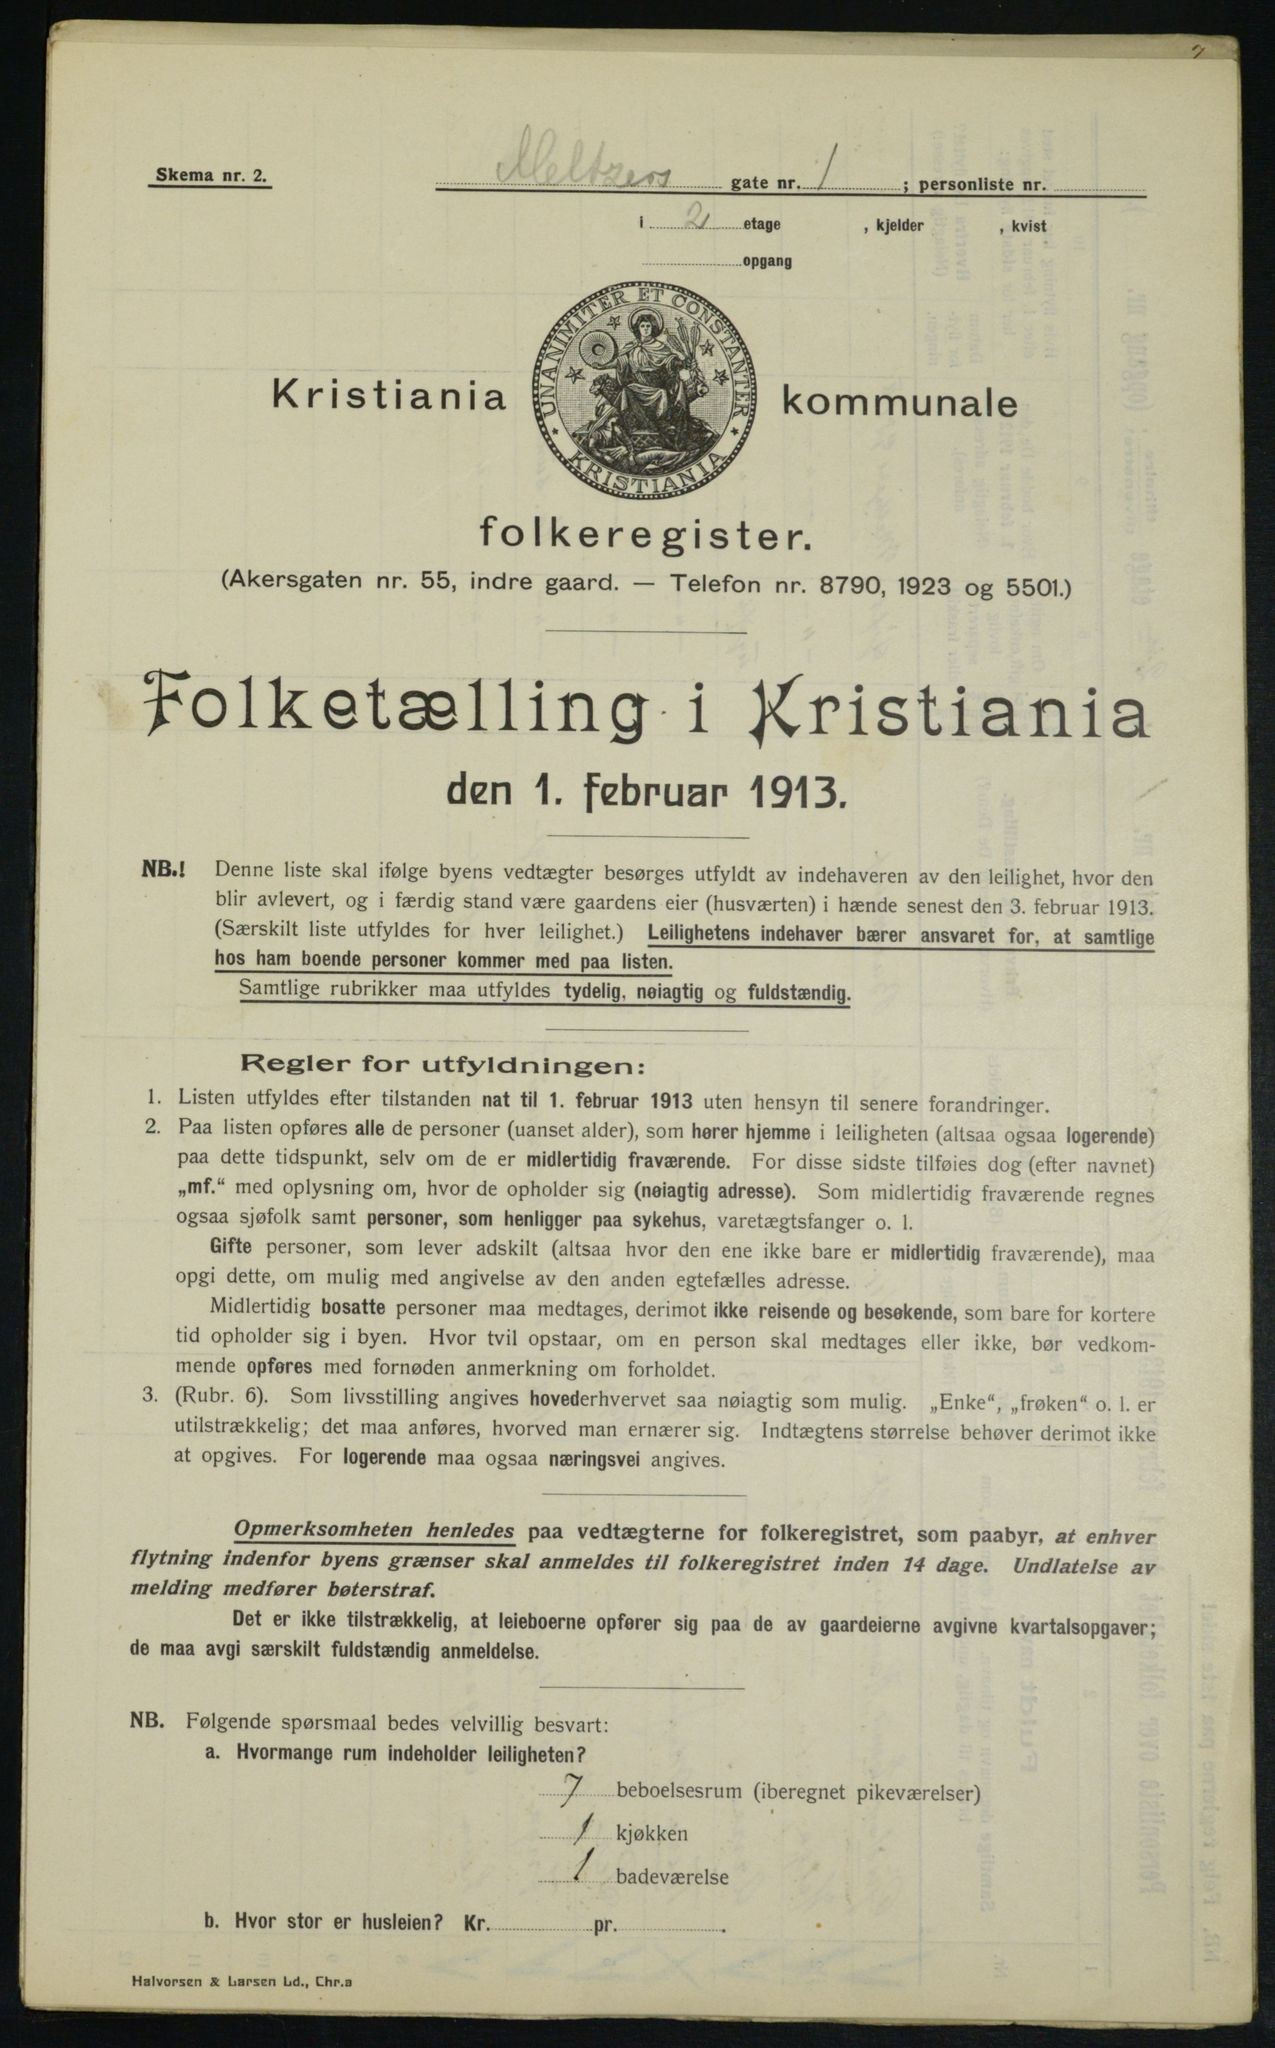 7
Skema nr. 2.
Meltzers gate nr. 1 ; personliste nr.
i 2 etage , kjelder , kvist
opgang
UNANIMITER ET CONSTANTER
* KRISTIANIA *
Kristiania kommunale
folkeregister.
(Akersgaten nr. 55, indre gaard. — Telefon nr. 8790, 1923 og 5501.)
Folketælling i Kristiania
den 1. februar 1913.
NB.! Denne liste skal ifølge byens vedtægter besørges utfyldt av indehaveren av den leilighet, hvor den
blir avlevert, og i færdig stand være gaardens eier (husværten) i hænde senest den 3. februar 1913.
(Særskilt liste utfyldes for hver leilighet.) Leilighetens indehaver bærer ansvaret for, at samtlige
hos ham boende personer kommer med paa listen.
Samtlige rubrikker maa utfyldes tydelig, nøiagtig og fuldstændig.
Regler for utfyldningen:
1. Listen utfyldes efter tilstanden nat til 1. februar 1913 uten hensyn til senere forandringer.
2. Paa listen opføres alle de personer (uanset alder), som hører hjemme i leiligheten (altsaa ogsaa logerende)
paa dette tidspunkt, selv om de er midlertidig fraværende. For disse sidste tilføies dog (efter navnet)
„mf.“ med oplysning om, hvor de opholder sig (nøiagtig adresse). Som midlertidig fraværende regnes
ogsaa sjøfolk samt personer, som henligger paa sykehus, varetægtsfanger o. l.
Gifte personer, som lever adskilt (altsaa hvor den ene ikke bare er midlertidig fraværende), maa
opgi dette, om mulig med angivelse av den anden egtefælles adresse.
Midlertidig bosatte personer maa medtages, derimot ikke reisende og besøkende, som bare for kortere
tid opholder sig i byen. Hvor tvil opstaar, om en person skal medtages eller ikke, bør vedkom-
mende opføres med fornøden anmerkning om forholdet.
3. (Rubr. 6). Som livsstilling angives hovederhvervet saa nøiagtig som mulig. „Enke“, „frøken“ o. l. er
utilstrækkelig; det maa anføres, hvorved man ernærer sig. Indtægtens størrelse behøver derimot ikke
at opgives. For logerende maa ogsaa næringsvei angives.
Opmerksomheten henledes paa vedtægterne for folkeregistret, som paabyr, at enhver
flytning indenfor byens grænser skal anmeldes til folkeregistret inden 14 dage. Undlatelse av
melding medfører bøterstraf.
Det er ikke tilstrækkelig, at leieboerne opfører sig paa de av gaardeierne avgivne kvartalsopgaver;
de maa avgi særskilt fuldstændig anmeldelse.
NB. Følgende spørsmaal bedes velvillig besvart:
a. Hvormange rum indeholder leiligheten?
7 beboelsesrum (iberegnet pikeværelser)
1 kjøkken
1 badeværelse
b. Hvor stor er husleien? Kr. pr. .
Halvorsen & Larsen Ld., Chr.a